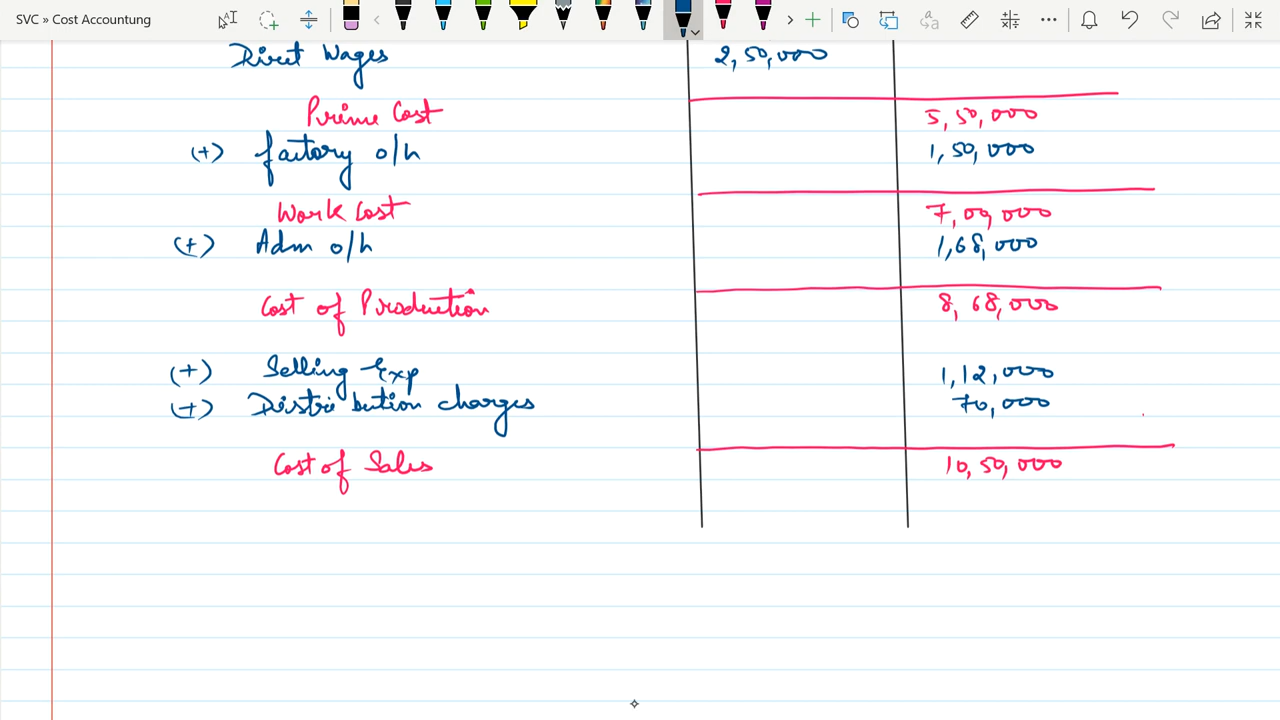 SVC » Cost Accountung
Direct Wages 2,50,000
Prime Cost 5,50,000
(+) factory o/h 1,50,000
Work Cost 7,00,000
(+) Adm o/h 1,68,000
Cost of Production 8,68,000
(+) Selling Exp 1,12,000
(+) Distribution charges 70,000
Cost of Sales 10,50,000